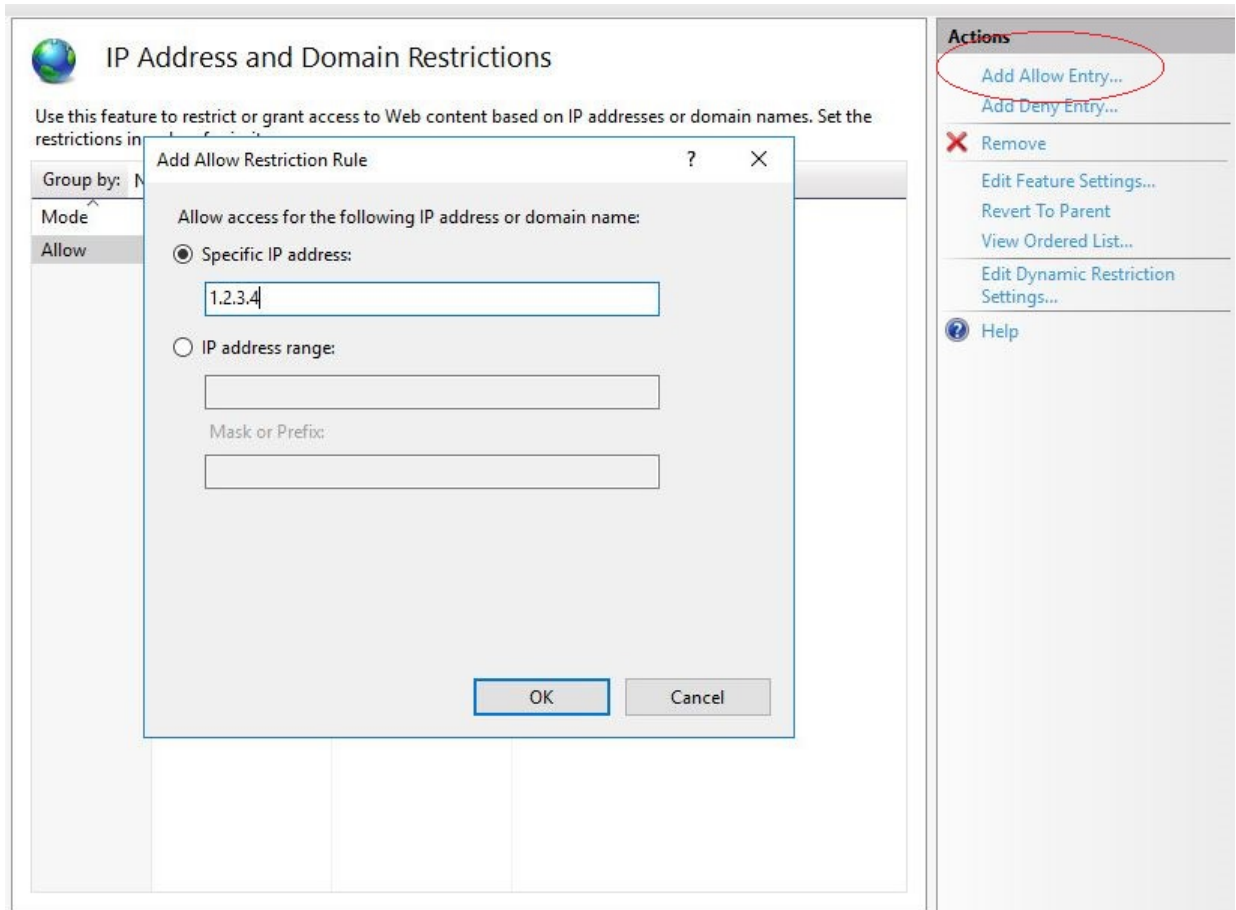 IP Address and Domain Restrictions
Use this feature to restrict or grant access to Web content based on IP addresses or domain names. Set the
restrictions in
Group by:
Mode
Allow
Add Allow Restriction Rule
?
Allow access for the following IP address or domain name:
Specific IP address:
1.2.3.4
IP address range:
Mask or Prefix:
OK
Cancel
Actions
Add Allow Entry...
Add Deny Entry...
Remove
Edit Feature Settings...
Revert To Parent
View Ordered List...
Edit Dynamic Restriction
Settings...
Help